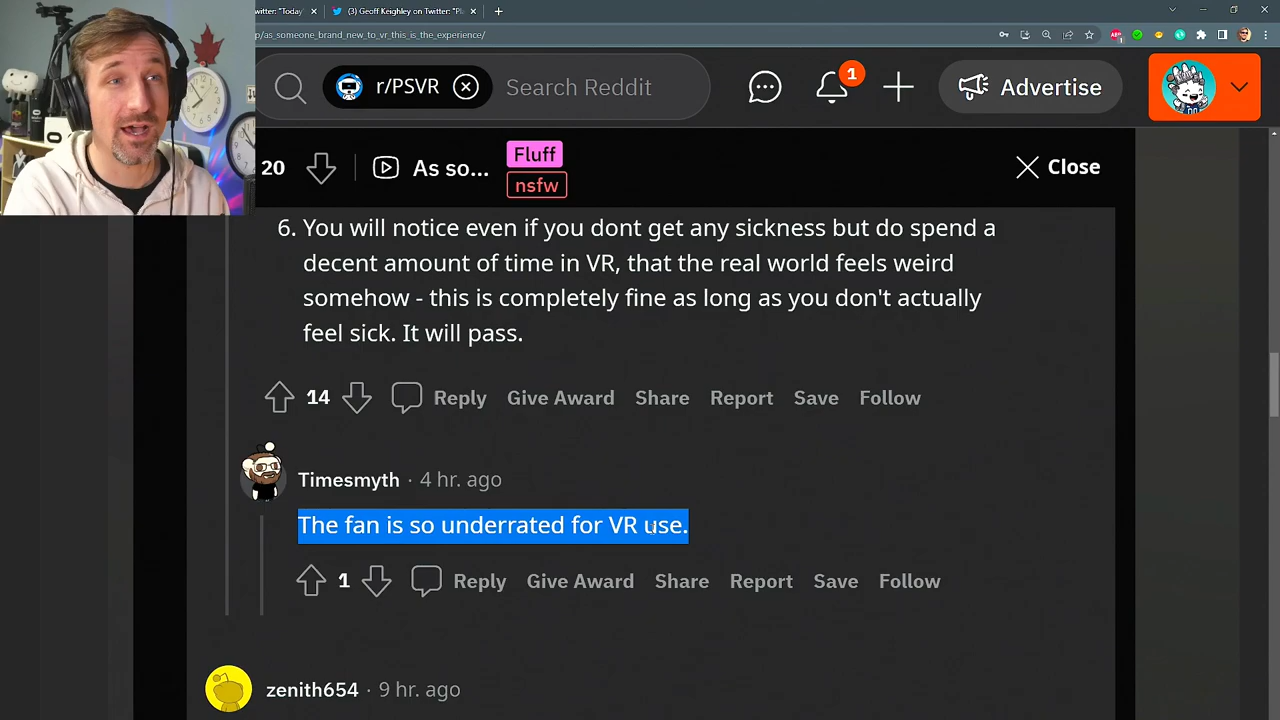 witter: "Today'
(3) Geoff Keighley on Twitter: "Pl
p/as_someone_brand_new_to_vr_this_is_the_experience/
r/PSVR
Search Reddit
1
Advertise
20
As so...
Fluff
nsfw
Close
6. You will notice even if you dont get any sickness but do spend a
decent amount of time in VR, that the real world feels weird
somehow - this is completely fine as long as you don't actually
feel sick. It will pass.
14
Reply
Give Award
Share
Report
Save
Follow
Timesmyth · 4 hr. ago
The fan is so underrated for VR use.
1
Reply
Give Award
Share
Report
Save
Follow
zenith654 · 9 hr. ago